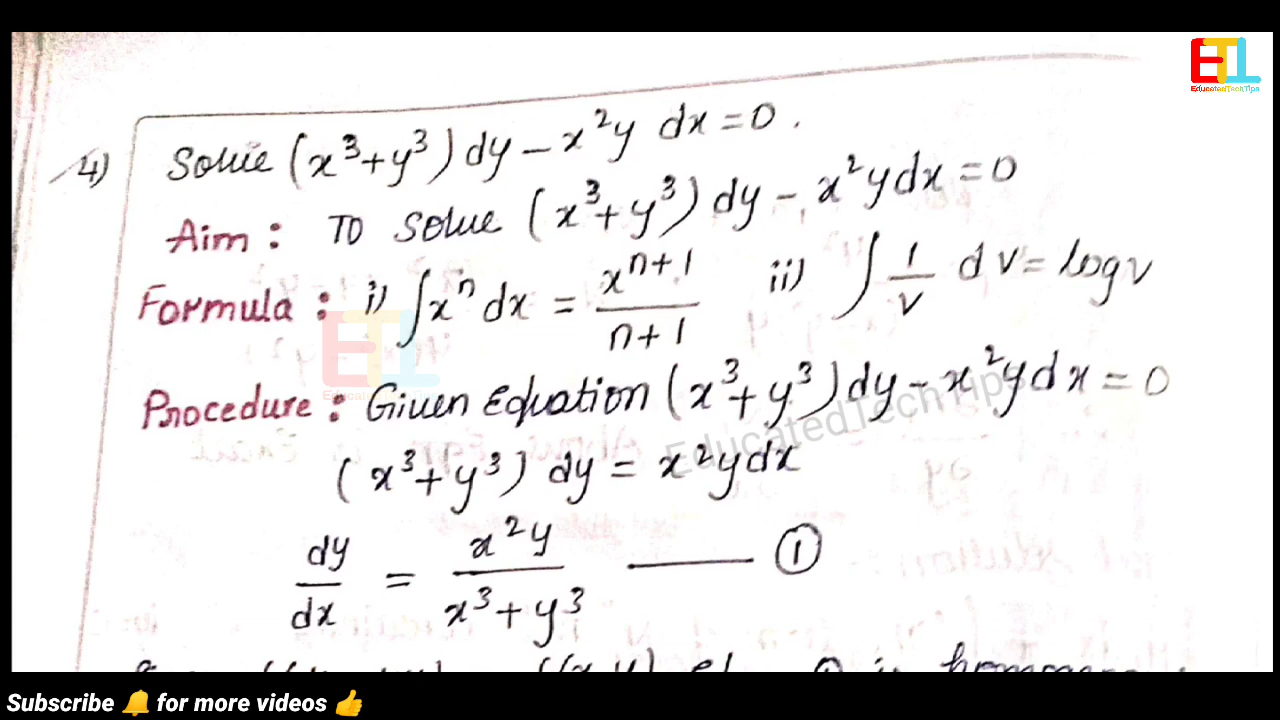 ETL
EducatedTechTips
4) Solve (x³+y³) dy - x²y dx = 0.
Aim: To solve (x³+y³) dy - x²y dx = 0
Formula: i) ∫xⁿ dx = xⁿ⁺¹/n+1 ii) ∫ 1/v dv = log v
Procedure: Given Equation (x³+y³) dy - x²y dx = 0
(x³+y³) dy = x²y dx
dy/dx = x²y/x³+y³ —— ①
Subscribe 🔔 for more videos 👍